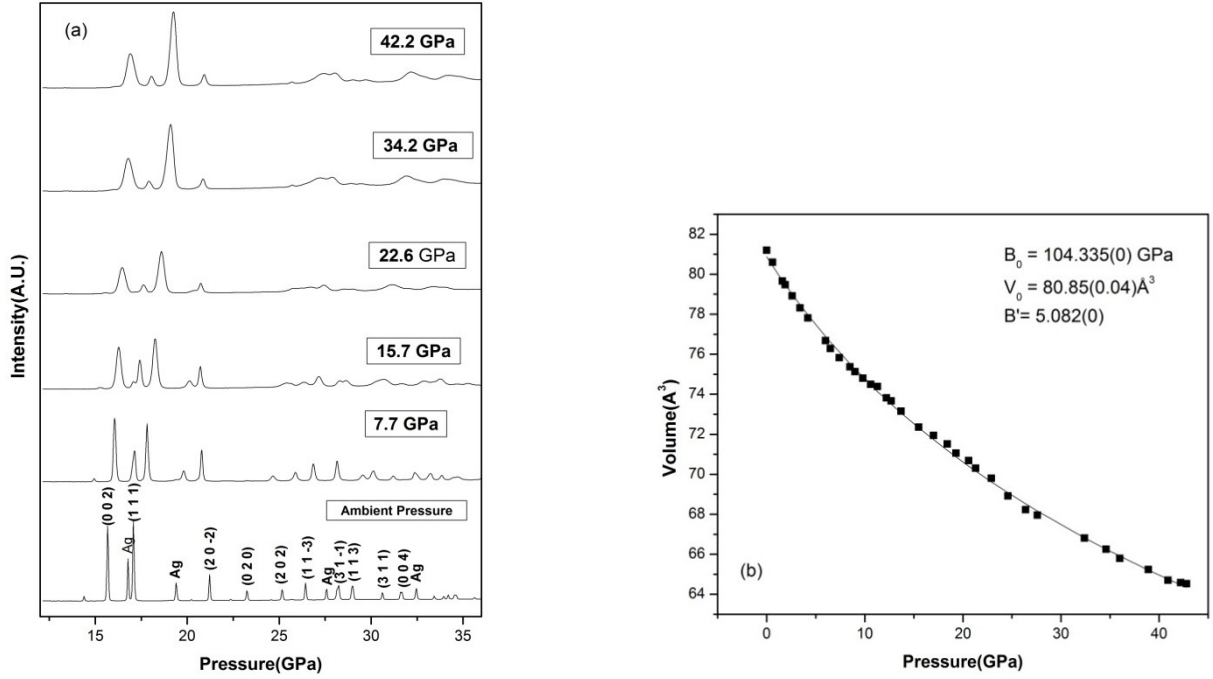 (a)
42.2 GPa
34.2 GPa
22.6 GPa
15.7 GPa
7.7 GPa
Ambient Pressure
(0 0 2)
Ag
(1 1 1)
Ag
(2 0 -2)
(0 2 0)
(2 0 2)
(1 1 -3)
Ag
(3 1 -1)
(1 1 3)
(3 1 1)
(0 0 4)
Ag
Intensity(A.U.)
15 20 25 30 35
Pressure(GPa)
B₀ = 104.335(0) GPa
V₀ = 80.85(0.04)Å³
B'= 5.082(0)
82
80
78
76
74
72
70
68
66
64
Volume(A³)
(b)
0 10 20 30 40
Pressure(GPa)